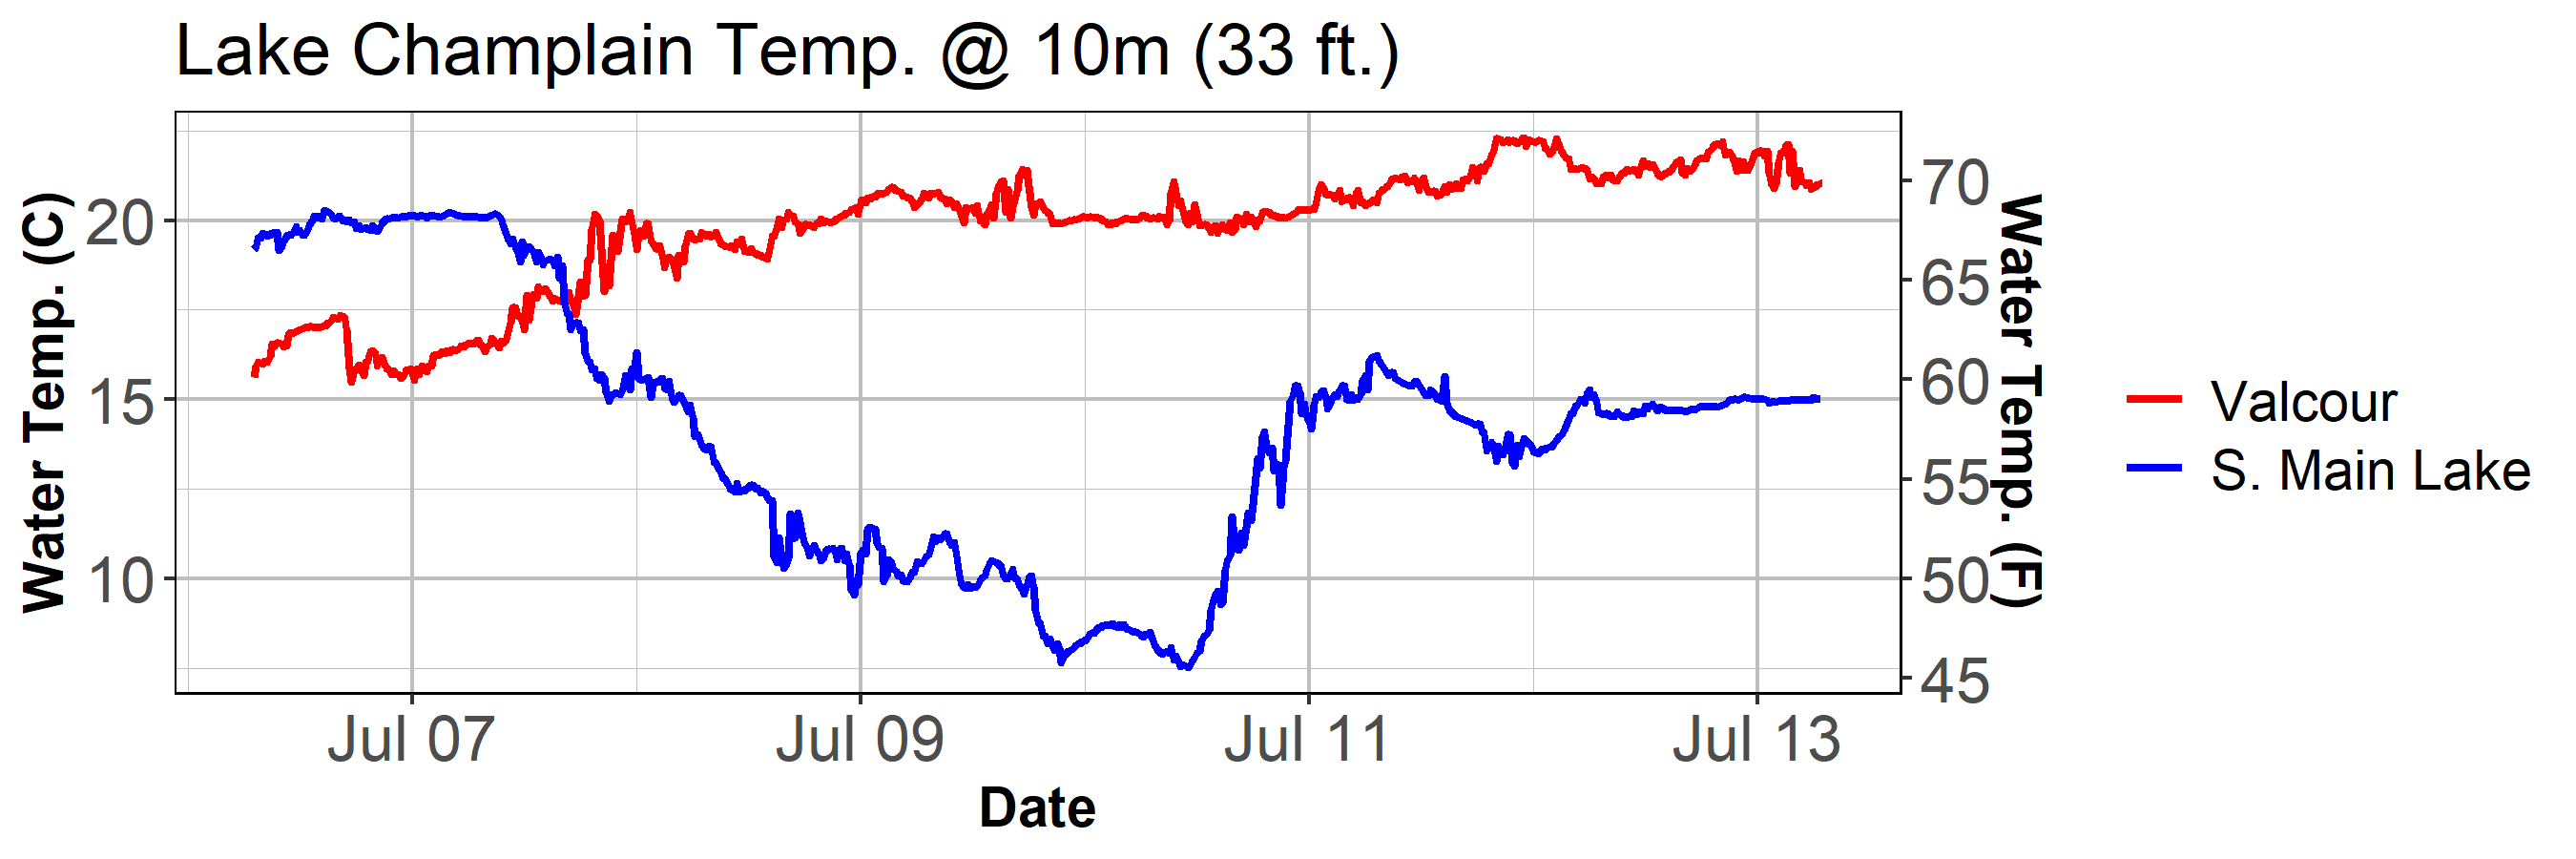 Lake Champlain Temp. @ 10m (33 ft.)
Water Temp. (C)
20
15
10
70
65
60
55
50
45
Water Temp. (F)
Jul 07
Jul 09
Jul 11
Jul 13
Date
Valcour
S. Main Lake